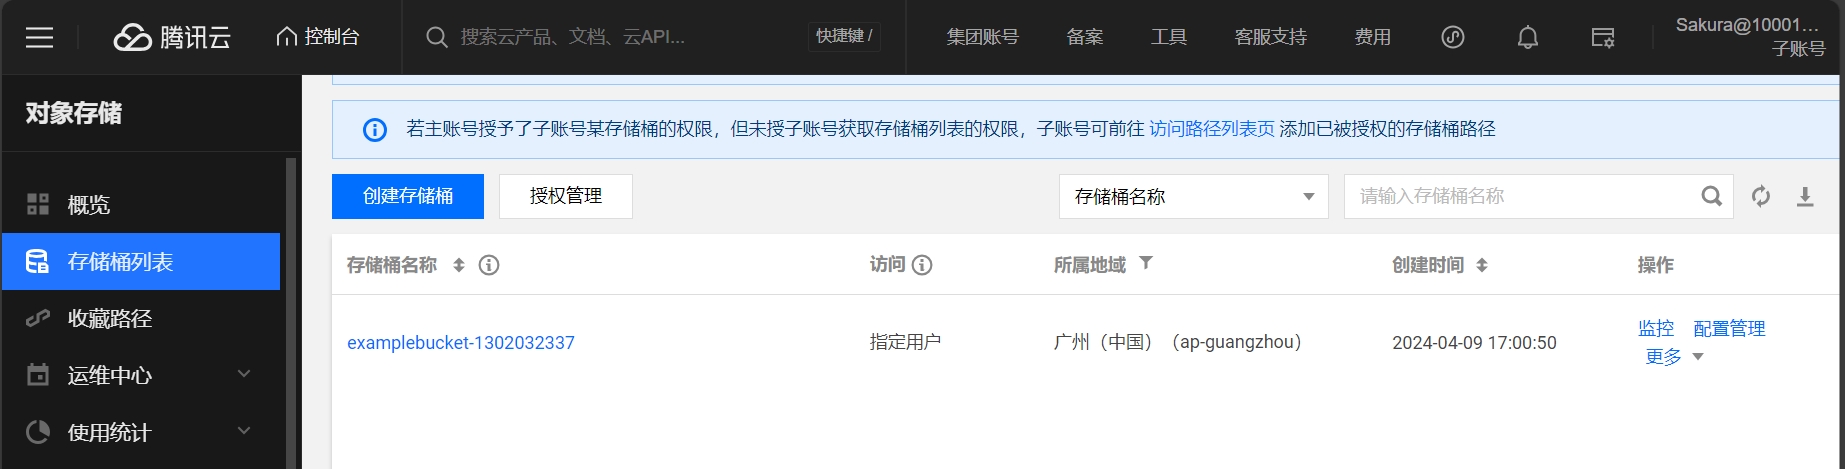 腾讯云 控制台 搜索云产品、文档、云API... 快捷键 / 集团账号 备案 工具 客服支持 费用 Sakura@10001...
子账号
对象存储
概览
存储桶列表
收藏路径
运维中心
使用统计
若主账号授予了子账号某存储桶的权限，但未授子账号获取存储桶列表的权限，子账号可前往 访问路径列表页 添加已被授权的存储桶路径
创建存储桶 授权管理 存储桶名称 请输入存储桶名称
存储桶名称 访问 所属地域 创建时间 操作
examplebucket-1302032337 指定用户 广州（中国）（ap-guangzhou） 2024-04-09 17:00:50 监控 配置管理
更多